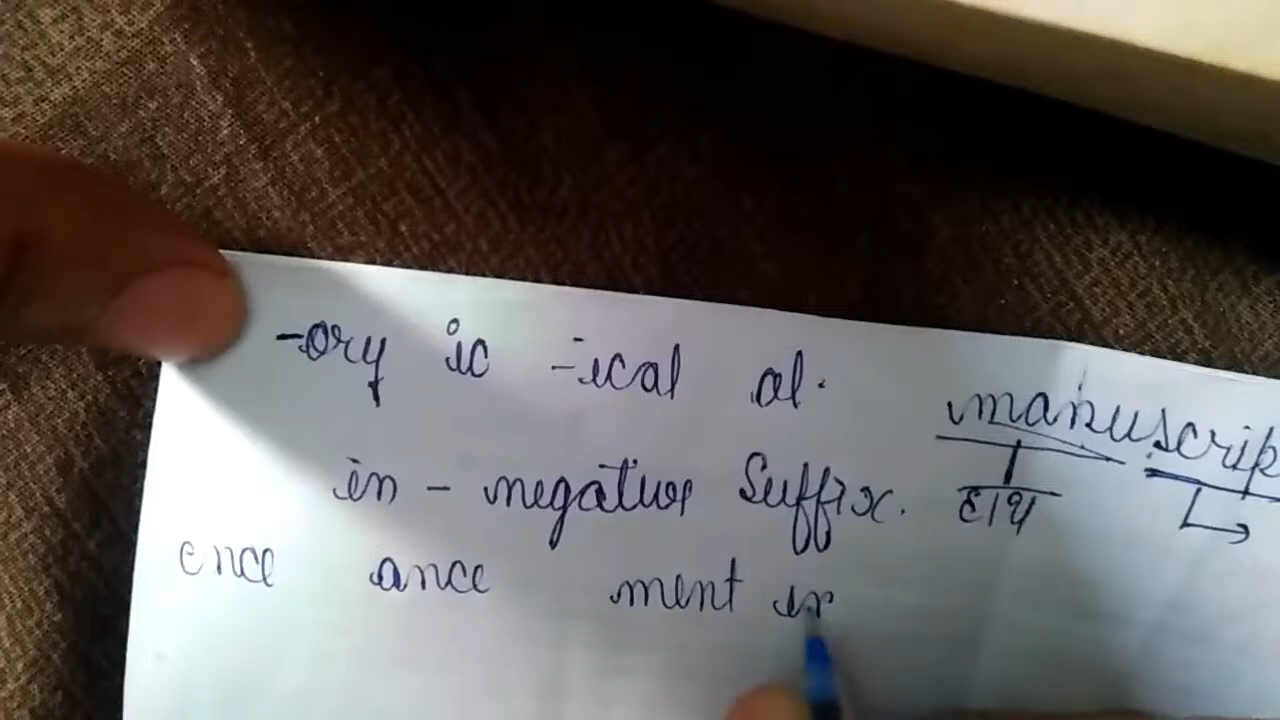 -ory ic -ical al.
manuscrip
in - negative Suffix.
हाथ
ence ance ment